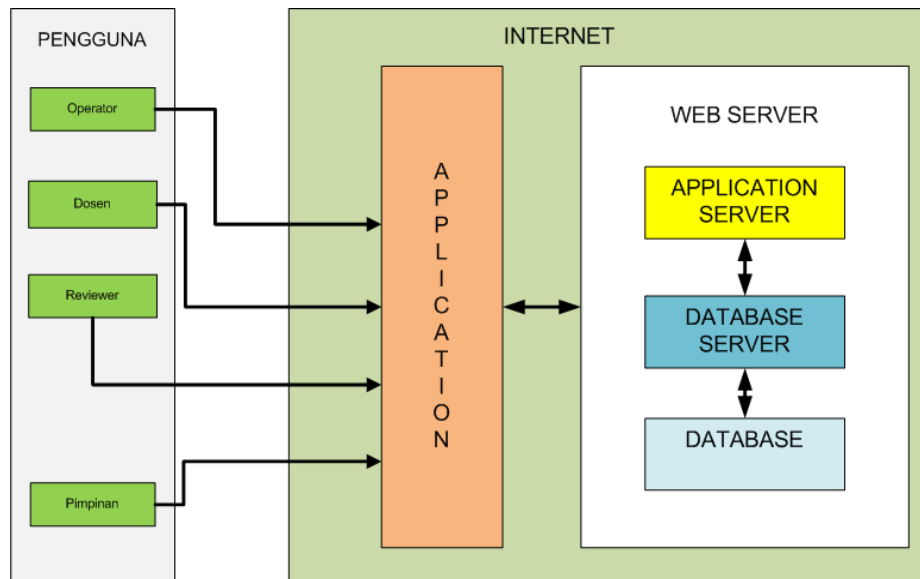 PENGGUNA
Operator
Dosen
Reviewer
Pimpinan
INTERNET
A
P
P
L
I
C
A
T
I
O
N
WEB SERVER
APPLICATION
SERVER
DATABASE
SERVER
DATABASE